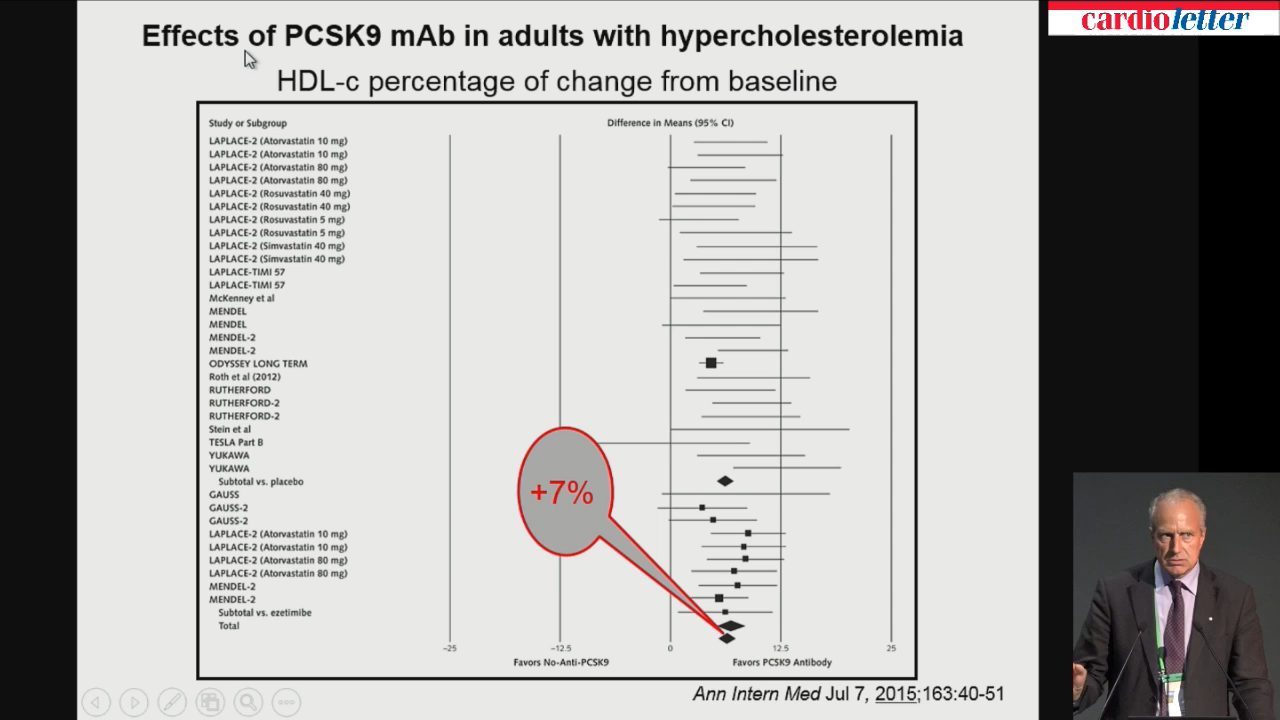 Effects of PCSK9 mAb in adults with hypercholesterolemia
cardioletter
HDL-c percentage of change from baseline
Study or Subgroup
Difference in Means (95% CI)
LAPLACE-2 (Atorvastatin 10 mg)
LAPLACE-2 (Atorvastatin 10 mg)
LAPLACE-2 (Atorvastatin 80 mg)
LAPLACE-2 (Atorvastatin 80 mg)
LAPLACE-2 (Rosuvastatin 40 mg)
LAPLACE-2 (Rosuvastatin 40 mg)
LAPLACE-2 (Rosuvastatin 5 mg)
LAPLACE-2 (Rosuvastatin 5 mg)
LAPLACE-2 (Simvastatin 40 mg)
LAPLACE-2 (Simvastatin 40 mg)
LAPLACE-TIMI 57
LAPLACE-TIMI 57
McKenney et al
MENDEL
MENDEL
MENDEL-2
MENDEL-2
ODYSSEY LONG TERM
Roth et al (2012)
RUTHERFORD
RUTHERFORD-2
RUTHERFORD-2
Stein et al
TESLA Part B
YUKAWA
YUKAWA
Subtotal vs. placebo
GAUSS
GAUSS-2
GAUSS-2
LAPLACE-2 (Atorvastatin 10 mg)
LAPLACE-2 (Atorvastatin 10 mg)
LAPLACE-2 (Atorvastatin 80 mg)
LAPLACE-2 (Atorvastatin 80 mg)
MENDEL-2
MENDEL-2
Subtotal vs. ezetimibe
Total
+7%
−25 −12.5 0 12.5 25
Favors No-Anti-PCSK9 Favors PCSK9 Antibody
Ann Intern Med Jul 7, 2015;163:40-51